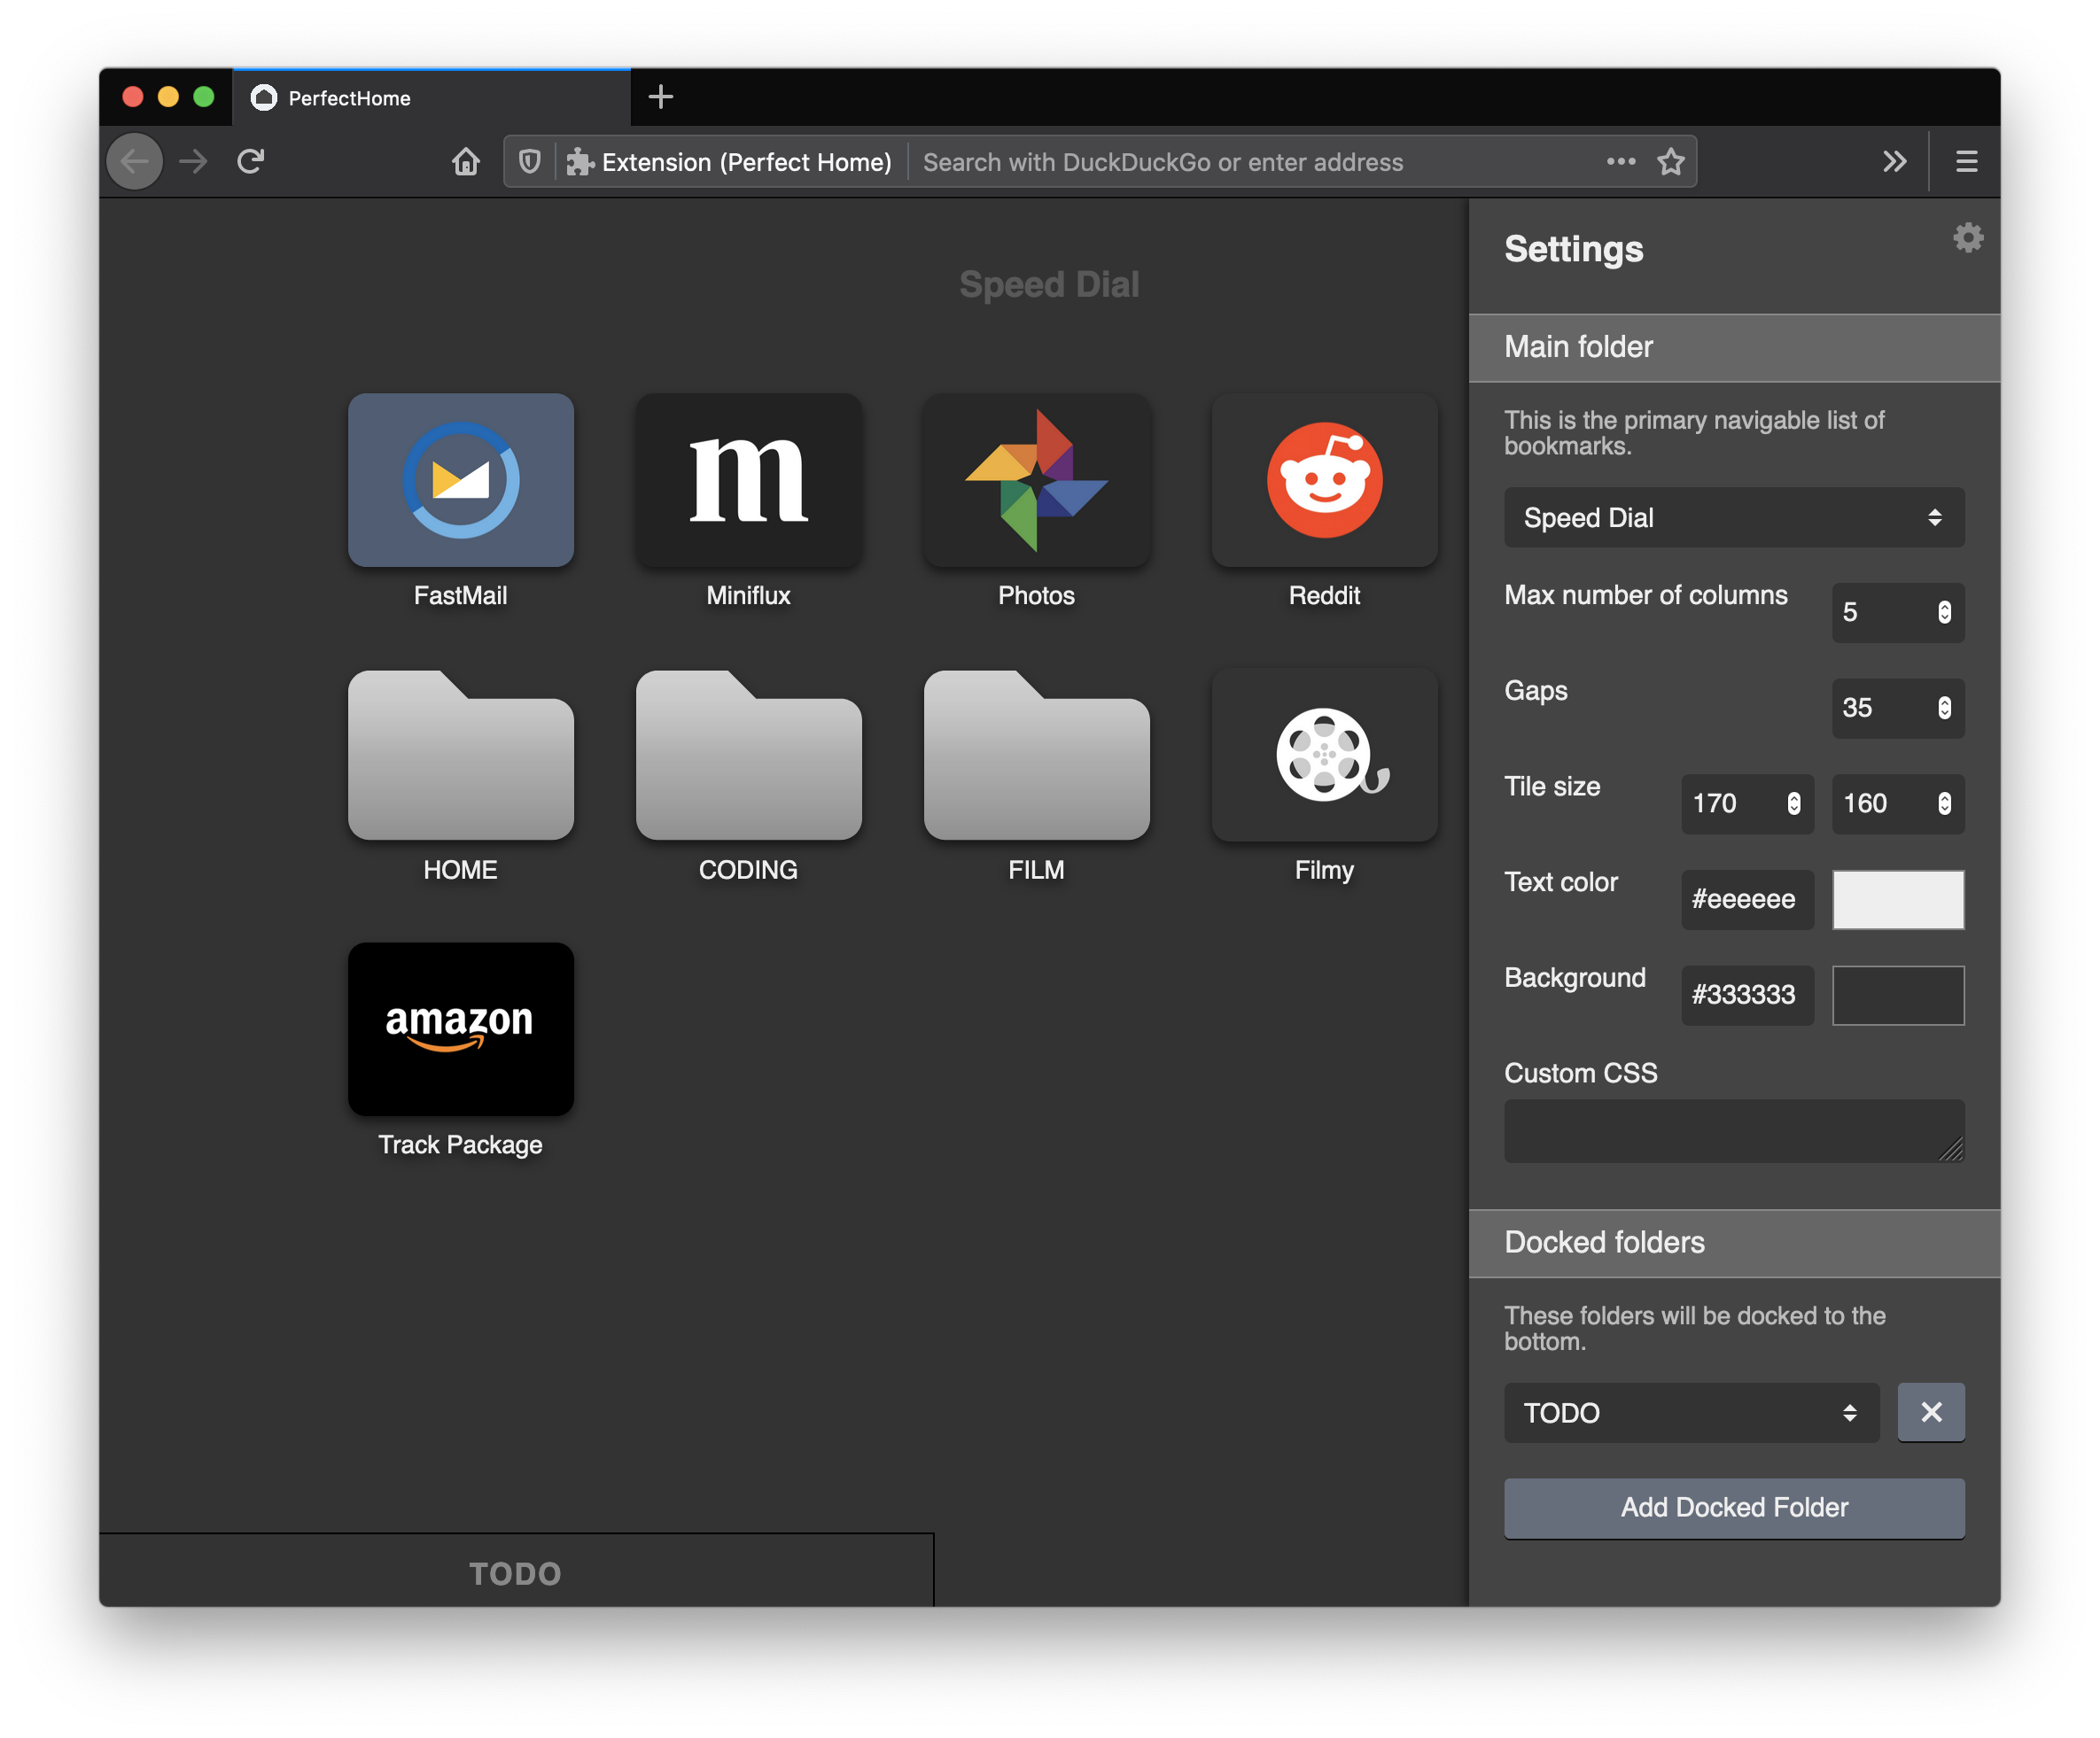 PerfectHome
Extension (Perfect Home)
Search with DuckDuckGo or enter address
Speed Dial
m
FastMail
Miniflux
Photos
Reddit
HOME
CODING
FILM
Filmy
amazon
Track Package
TODO
Settings
Main folder
This is the primary navigable list of
bookmarks.
Speed Dial
Max number of columns 5
Gaps 35
Tile size 170 160
Text color #eeeeee
Background #333333
Custom CSS
Docked folders
These folders will be docked to the
bottom.
TODO
Add Docked Folder